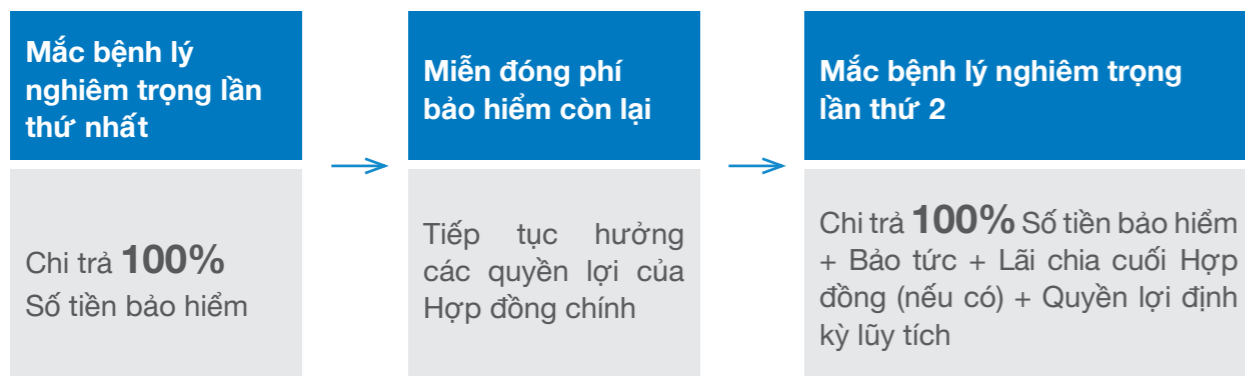 Mắc bệnh lý
nghiêm trọng lần
thứ nhất
Chi trả 100%
Số tiền bảo hiểm
Miễn đóng phí
bảo hiểm còn lại
Tiếp tục hưởng
các quyền lợi của
Hợp đồng chính
Mắc bệnh lý nghiêm trọng
lần thứ 2
Chi trả 100% Số tiền bảo hiểm
+ Bảo tức + Lãi chia cuối Hợp
đồng (nếu có) + Quyền lợi định
kỳ lũy tích